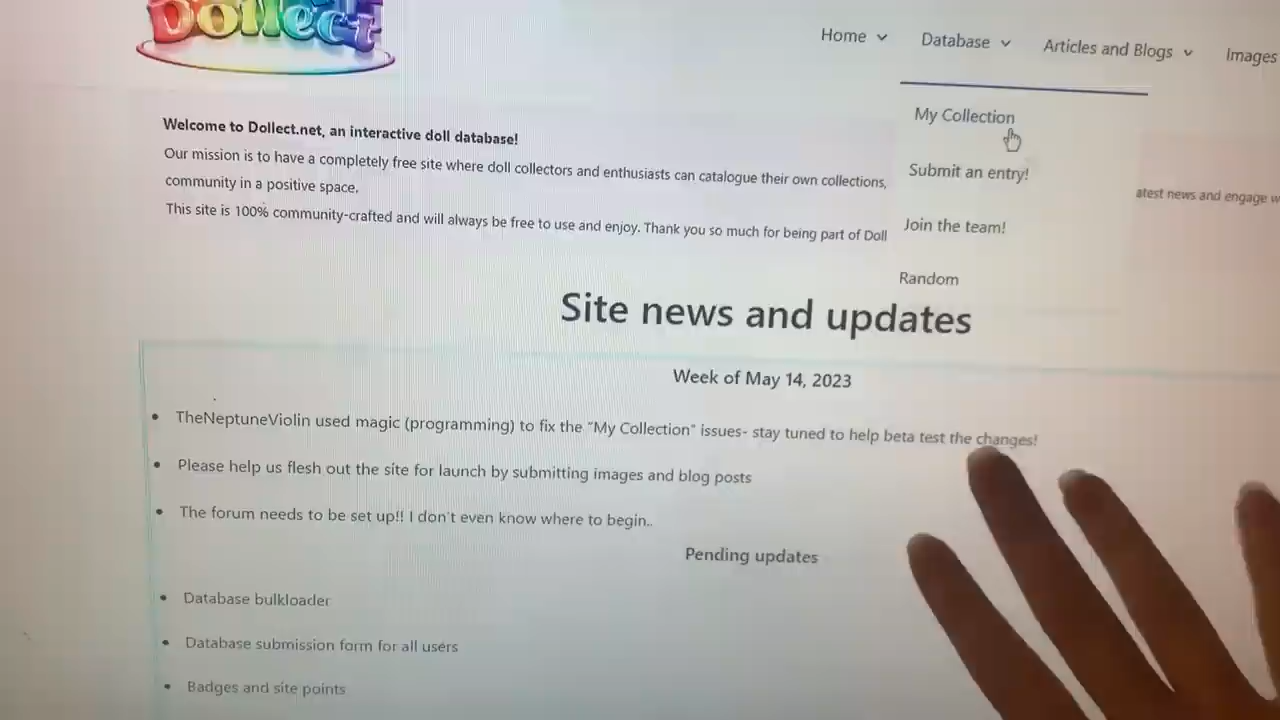 Dollect
Home
Database
Articles and Blogs
Images
My Collection
Submit an entry!
Join the team!
Random
Welcome to Dollect.net, an interactive doll database!
Our mission is to have a completely free site where doll collectors and enthusiasts can catalogue their own collections,
atest news and engage w
community in a positive space.
This site is 100% community-crafted and will always be free to use and enjoy. Thank you so much for being part of Doll
Site news and updates
Week of May 14, 2023
• TheNeptuneViolin used magic (programming) to fix the "My Collection" issues- stay tuned to help beta test the changes!
• Please help us flesh out the site for launch by submitting images and blog posts
• The forum needs to be set up!! I don't even know where to begin..
Pending updates
• Database bulkloader
• Database submission form for all users
• Badges and site points